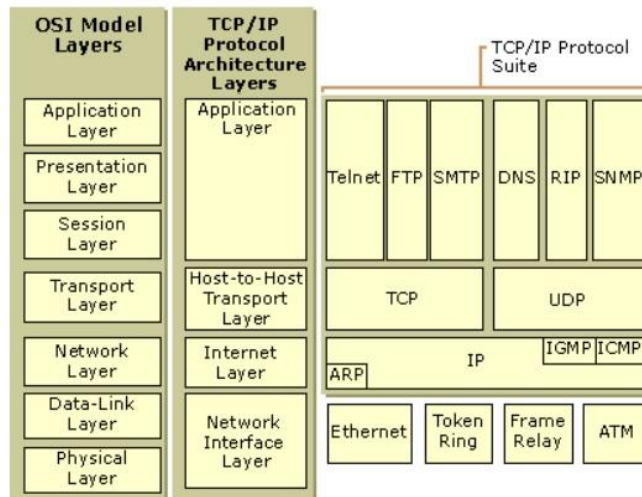 OSI Model
Layers
Application
Layer
Presentation
Layer
Session
Layer
Transport
Layer
Network
Layer
Data-Link
Layer
Physical
Layer
TCP/IP
Protocol
Architecture
Layers
Application
Layer
Host-to-Host
Transport
Layer
Internet
Layer
Network
Interface
Layer
TCP/IP Protocol
Suite
Telnet
FTP
SMTP
DNS
RIP
SNMP
TCP
UDP
ARP
IP
IGMP
ICMP
Ethernet
Token
Ring
Frame
Relay
ATM